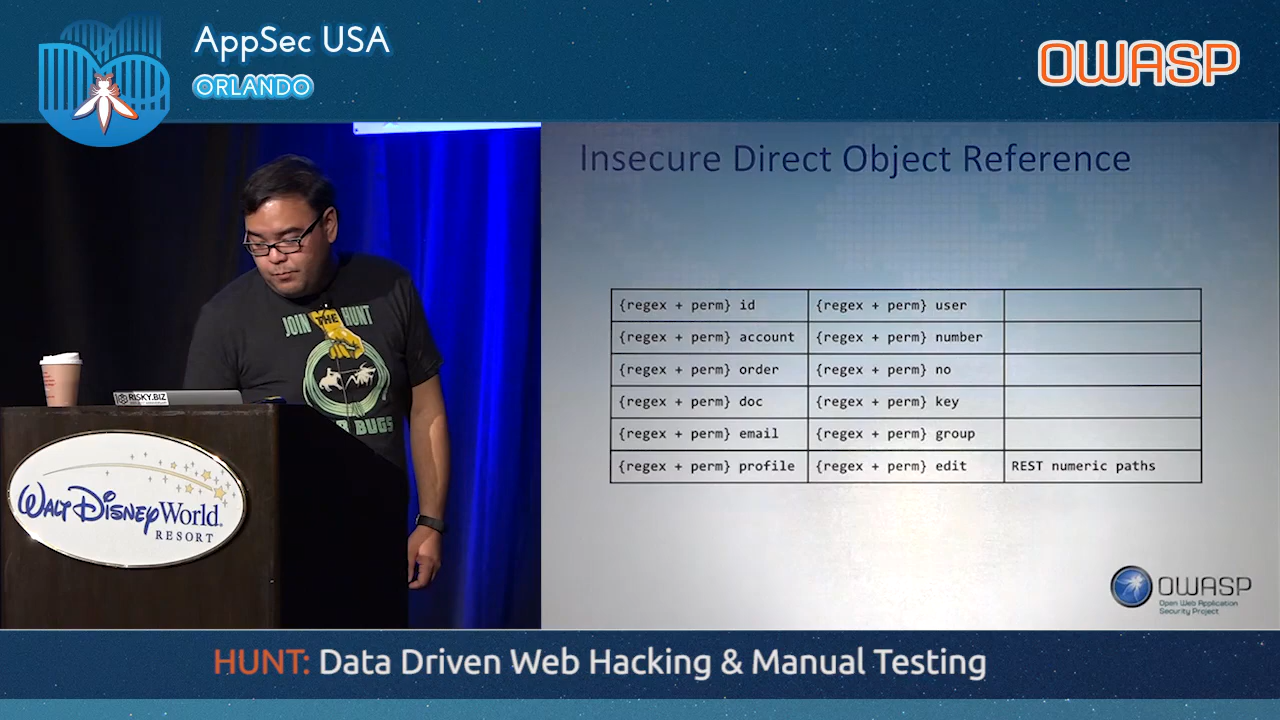 AppSec USA
ORLANDO
OWASP
Insecure Direct Object Reference
{regex + perm} id
{regex + perm} user
{regex + perm} account
{regex + perm} number
{regex + perm} order
{regex + perm} no
{regex + perm} doc
{regex + perm} key
{regex + perm} email
{regex + perm} group
{regex + perm} profile
{regex + perm} edit
REST numeric paths
JOIN THE HUNT
BUGS
RISKY.BIZ
WALT DISNEY World
RESORT
OWASP
Open Web Application
Security Project
HUNT: Data Driven Web Hacking & Manual Testing